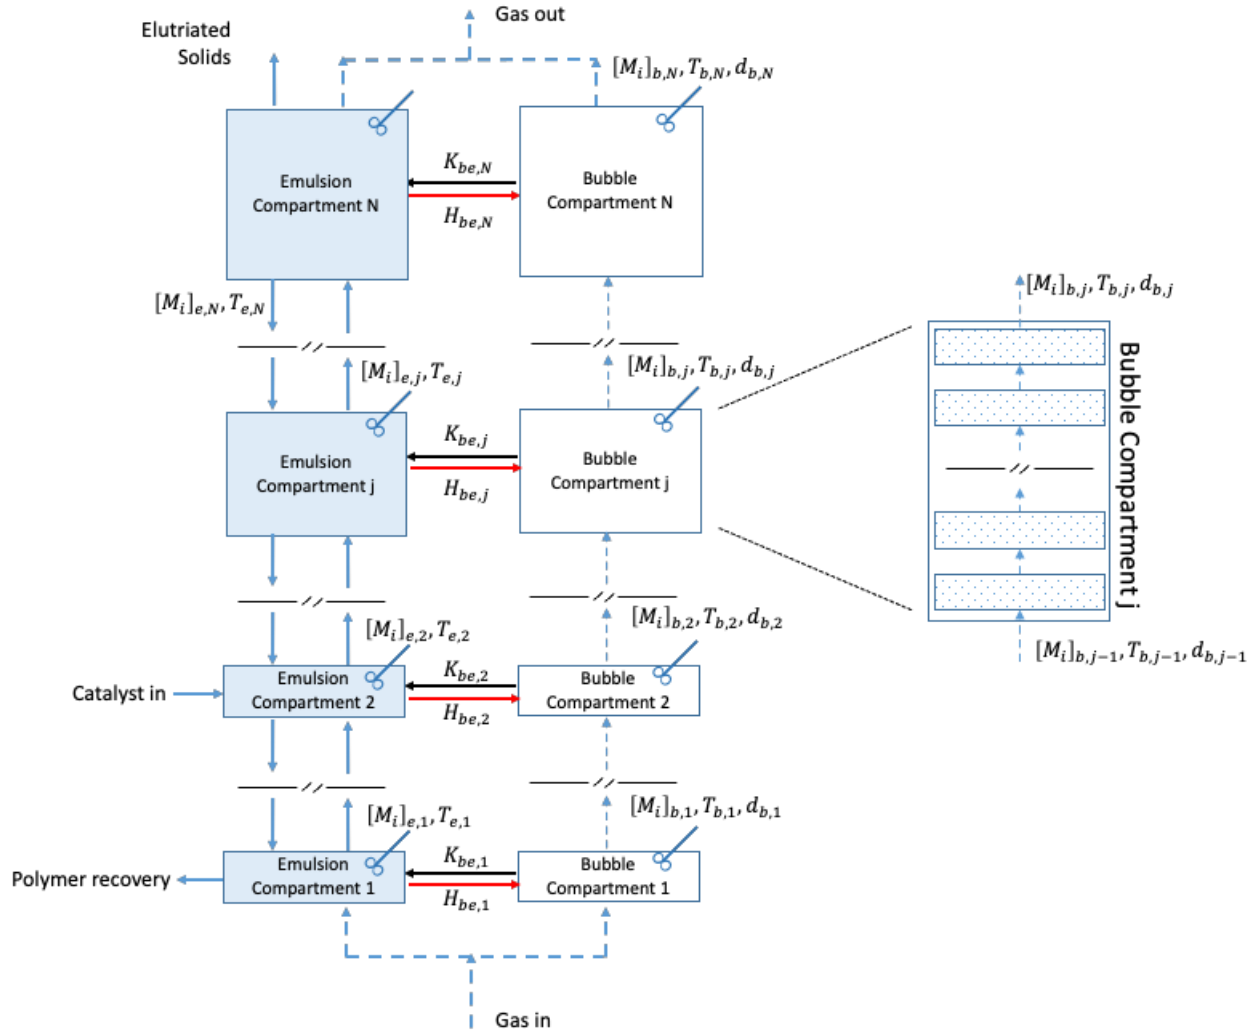 Gas out
Elutriated
Solids
$[M_i]_{b,N}, T_{b,N}, d_{b,N}$
Emulsion
Compartment N
$K_{be,N}$
$H_{be,N}$
Bubble
Compartment N
$[M_i]_{e,N}, T_{e,N}$
$[M_i]_{b,j}, T_{b,j}, d_{b,j}$
$[M_i]_{e,j}, T_{e,j}$
$[M_i]_{b,j}, T_{b,j}, d_{b,j}$
Emulsion
Compartment j
$K_{be,j}$
$H_{be,j}$
Bubble
Compartment j
Bubble Compartment j
$[M_i]_{b,j-1}, T_{b,j-1}, d_{b,j-1}$
$[M_i]_{e,2}, T_{e,2}$
$[M_i]_{b,2}, T_{b,2}, d_{b,2}$
Catalyst in
Emulsion
Compartment 2
$K_{be,2}$
$H_{be,2}$
Bubble
Compartment 2
$[M_i]_{e,1}, T_{e,1}$
$[M_i]_{b,1}, T_{b,1}, d_{b,1}$
Polymer recovery
Emulsion
Compartment 1
$K_{be,1}$
$H_{be,1}$
Bubble
Compartment 1
Gas in